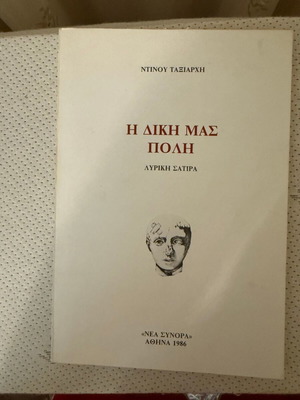 ΝΤΙΝΟΥ ΤΑΞΙΑΡΧΗ
Η ΔΙΚΗ ΜΑΣ
ΠΟΛΗ
ΛΥΡΙΚΗ ΣΑΤΙΡΑ
«ΝΕΑ ΣΥΝΟΡΑ»
ΑΘΗΝΑ 1986